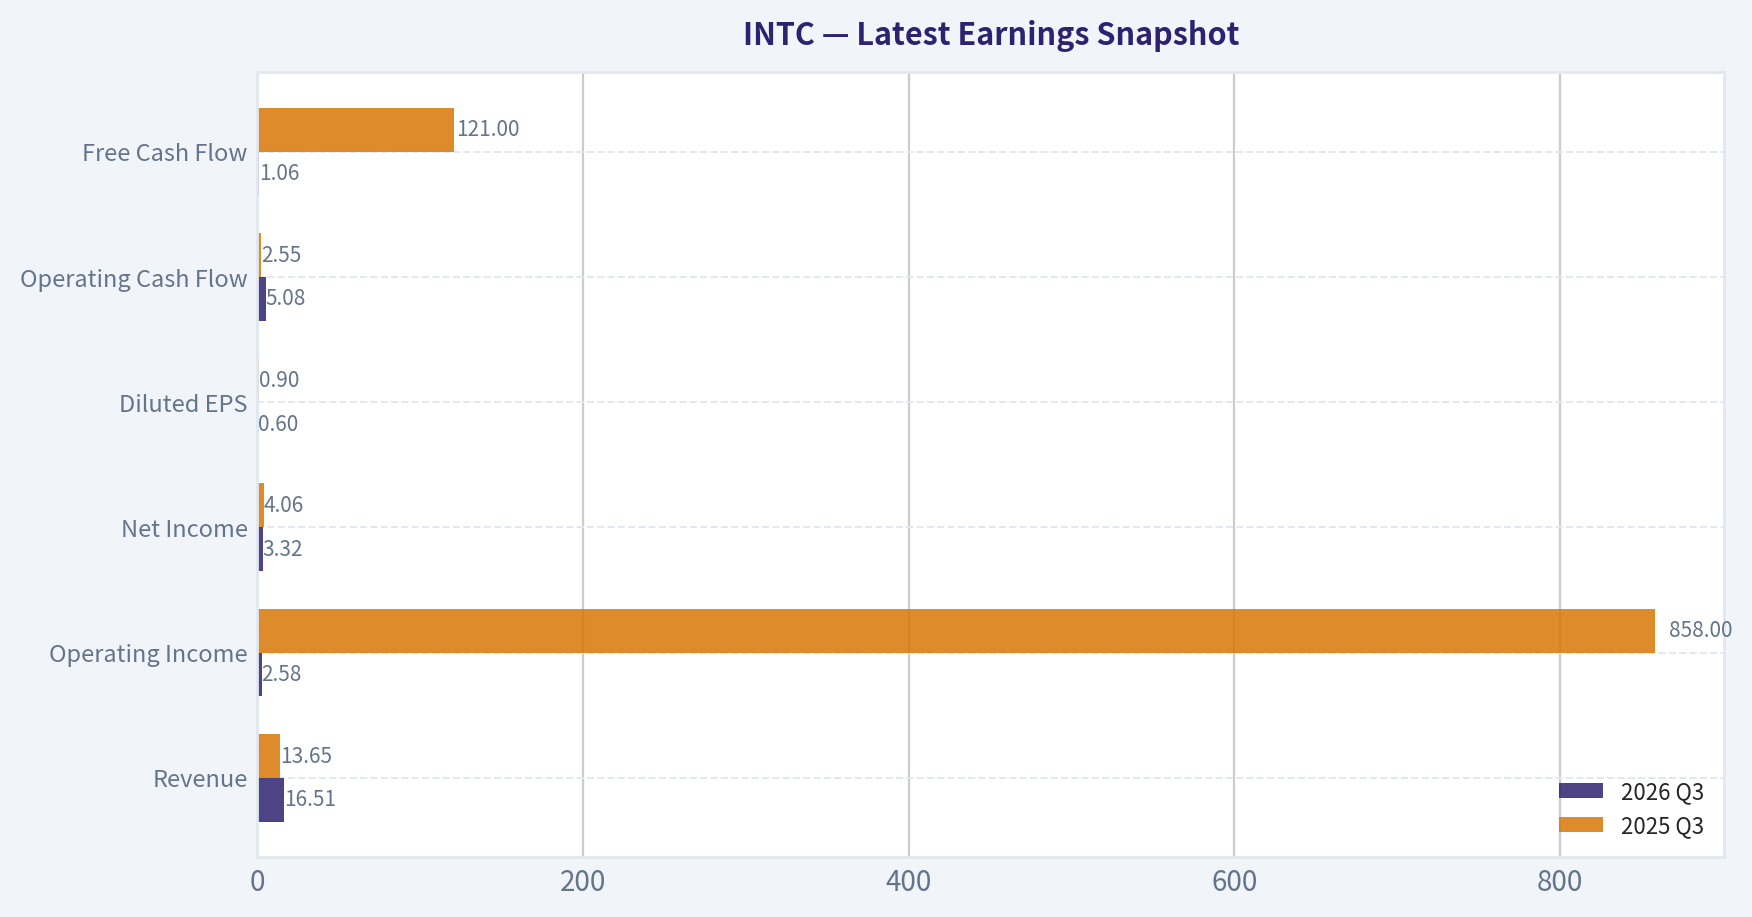 INTC — Latest Earnings Snapshot
Free Cash Flow
121.00
1.06
Operating Cash Flow
2.55
5.08
Diluted EPS
0.90
0.60
Net Income
4.06
3.32
Operating Income
858.00
2.58
Revenue
13.65
16.51
2026 Q3
2025 Q3
0 200 400 600 800